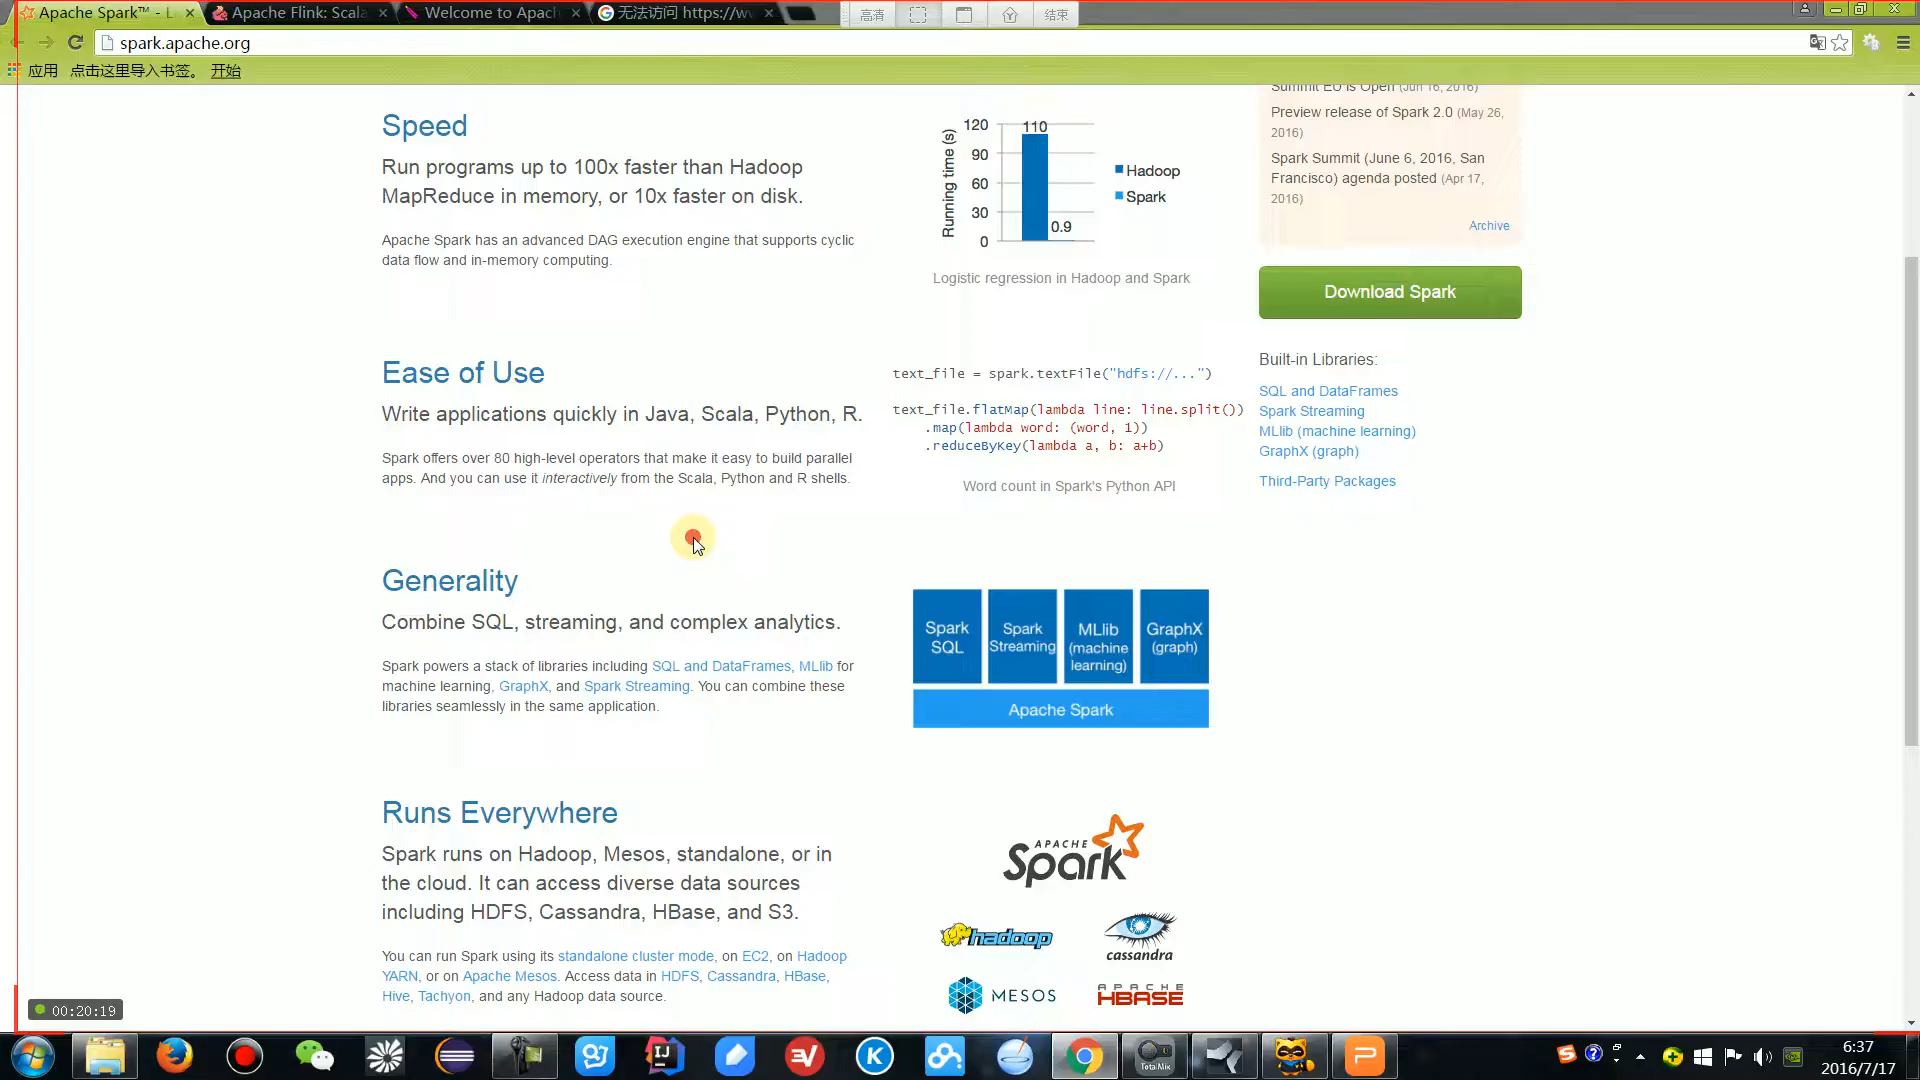 Apache Spark™ - L
Apache Flink: Scala
Welcome to Apach
无法访问 https://w
高清
结束
spark.apache.org
应用 点击这里导入书签。 开始
Speed
Run programs up to 100x faster than Hadoop
MapReduce in memory, or 10x faster on disk.
Apache Spark has an advanced DAG execution engine that supports cyclic
data flow and in-memory computing.
Running time (s)
120
90
60
30
0
110
0.9
Hadoop
Spark
Logistic regression in Hadoop and Spark
Summit EU is Open (Jun 16, 2016)
Preview release of Spark 2.0 (May 26,
2016)
Spark Summit (June 6, 2016, San
Francisco) agenda posted (Apr 17,
2016)
Archive
Download Spark
Built-in Libraries:
SQL and DataFrames
Spark Streaming
MLlib (machine learning)
GraphX (graph)
Third-Party Packages
Ease of Use
Write applications quickly in Java, Scala, Python, R.
Spark offers over 80 high-level operators that make it easy to build parallel
apps. And you can use it interactively from the Scala, Python and R shells.
text_file = spark.textFile("hdfs://...")
text_file.flatMap(lambda line: line.split())
.map(lambda word: (word, 1))
.reduceByKey(lambda a, b: a+b)
Word count in Spark's Python API
Generality
Combine SQL, streaming, and complex analytics.
Spark powers a stack of libraries including SQL and DataFrames, MLlib for
machine learning, GraphX, and Spark Streaming. You can combine these
libraries seamlessly in the same application.
Spark
SQL
Spark
Streaming
MLlib
(machine
learning)
GraphX
(graph)
Apache Spark
Runs Everywhere
Spark runs on Hadoop, Mesos, standalone, or in
the cloud. It can access diverse data sources
including HDFS, Cassandra, HBase, and S3.
You can run Spark using its standalone cluster mode, on EC2, on Hadoop
YARN, or on Apache Mesos. Access data in HDFS, Cassandra, HBase,
Hive, Tachyon, and any Hadoop data source.
APACHE
Spark
hadoop
cassandra
MESOS
APACHE
HBASE
00:20:19
TotalMix
6:37
2016/7/17